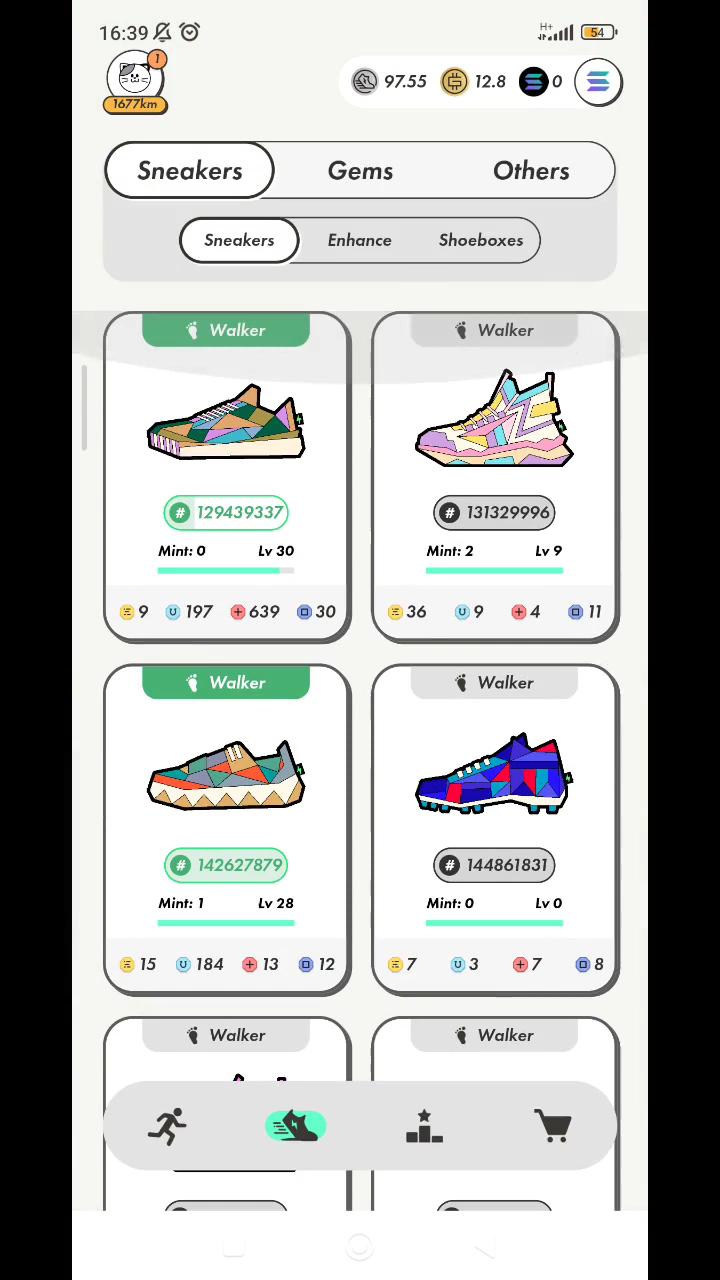 16:39
H+
54
1
1677km
97.55
12.8
0
Sneakers
Gems
Others
Sneakers
Enhance
Shoeboxes
Walker
# 129439337
Mint: 0
Lv 30
9
197
639
30
Walker
# 131329996
Mint: 2
Lv 9
36
9
4
11
Walker
# 142627879
Mint: 1
Lv 28
15
184
13
12
Walker
# 144861831
Mint: 0
Lv 0
7
3
7
8
Walker
Walker